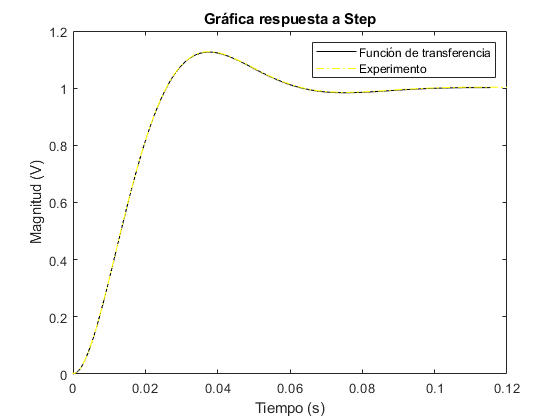 Gráfica respuesta a Step
Función de transferencia
Experimento
Magnitud (V)
1.2
1
0.8
0.6
0.4
0.2
0
0 0.02 0.04 0.06 0.08 0.1 0.12
Tiempo (s)